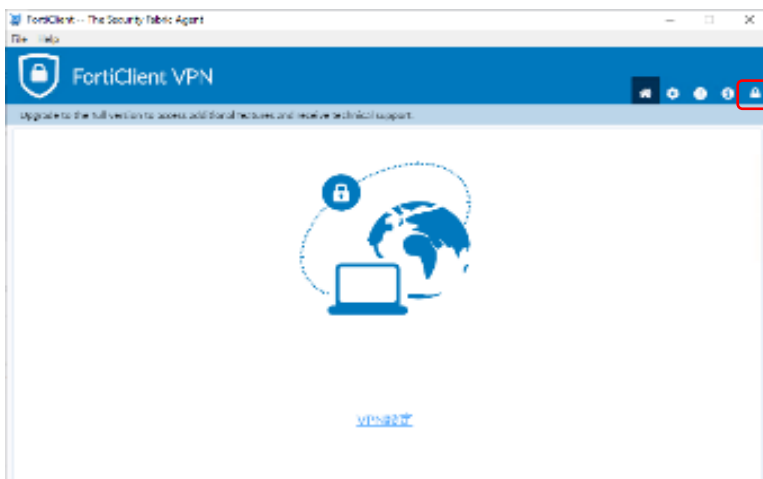 FortiClient -- The Security Fabric Agent
File Help
FortiClient VPN
Upgrade to the full version to access additional features and receive technical support.
VPN設定